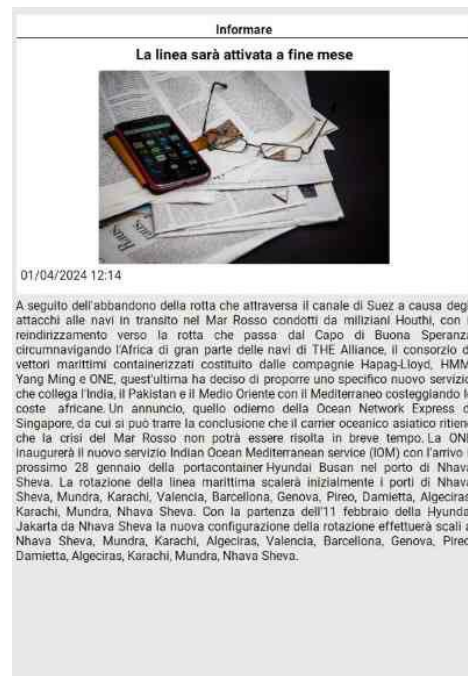 Informare
La linea sarà attivata a fine mese
01/04/2024 12:14
A seguito dell'abbandono della rotta che attraversa il canale di Suez a causa degl
attacchi alle navi in transito nel Mar Rosso condotti da miliziani Houthi, con
reindirizzamento verso la rotta che passa dal Capo di Buona Speranza
circumnavigando l'Africa di gran parte delle navi di THE Alliance, il consorzio d
vettori marittimi containerizzati costituito dalle compagnie Hapag-Lloyd, HMM
Yang Ming e ONE, quest'ultima ha deciso di proporre uno specifico nuovo servizio
che collega l'India, il Pakistan e il Medio Oriente con il Mediterraneo costeggiando l
coste africane. Un annuncio, quello odierno della Ocean Network Express d
Singapore, da cui si può trarre la conclusione che il carrier oceanico asiatico ritien
che la crisi del Mar Rosso non potrà essere risolta in breve tempo. La ONE
inaugurerà il nuovo servizio Indian Ocean Mediterranean service (IOM) con l'arrivo i
prossimo 28 gennaio della portacontainer Hyundai Busan nel porto di Nhava
Sheva. La rotazione della linea marittima scalerà inizialmente i porti di Nhava
Sheva, Mundra, Karachi, Valencia, Barcellona, Genova, Pireo, Damietta, Algeciras
Karachi, Mundra, Nhava Sheva. Con la partenza dell'11 febbraio della Hyunda
Jakarta da Nhava Sheva la nuova configurazione della rotazione effettuerà scali a
Nhava Sheva, Mundra, Karachi, Algeciras, Valencia, Barcellona, Genova, Pireo
Damietta, Algeciras, Karachi, Mundra, Nhava Sheva.